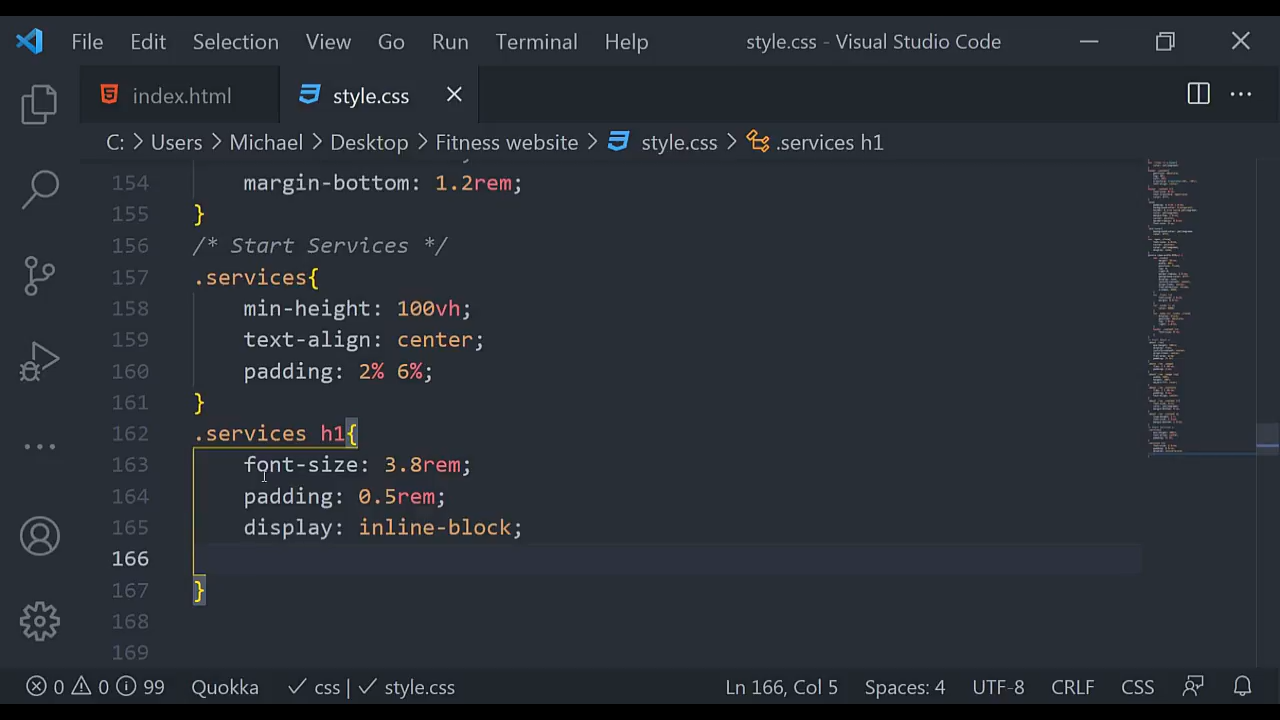 File Edit Selection View Go Run Terminal Help style.css - Visual Studio Code
index.html style.css
C: > Users > Michael > Desktop > Fitness website > style.css > .services h1
154 margin-bottom: 1.2rem;
155 }
156 /* Start Services */
157 .services{
158 min-height: 100vh;
159 text-align: center;
160 padding: 2% 6%;
161 }
162 .services h1{
163 font-size: 3.8rem;
164 padding: 0.5rem;
165 display: inline-block;
166
167 }
168
169
0 0 99 Quokka ✓ css | ✓ style.css Ln 166, Col 5 Spaces: 4 UTF-8 CRLF CSS